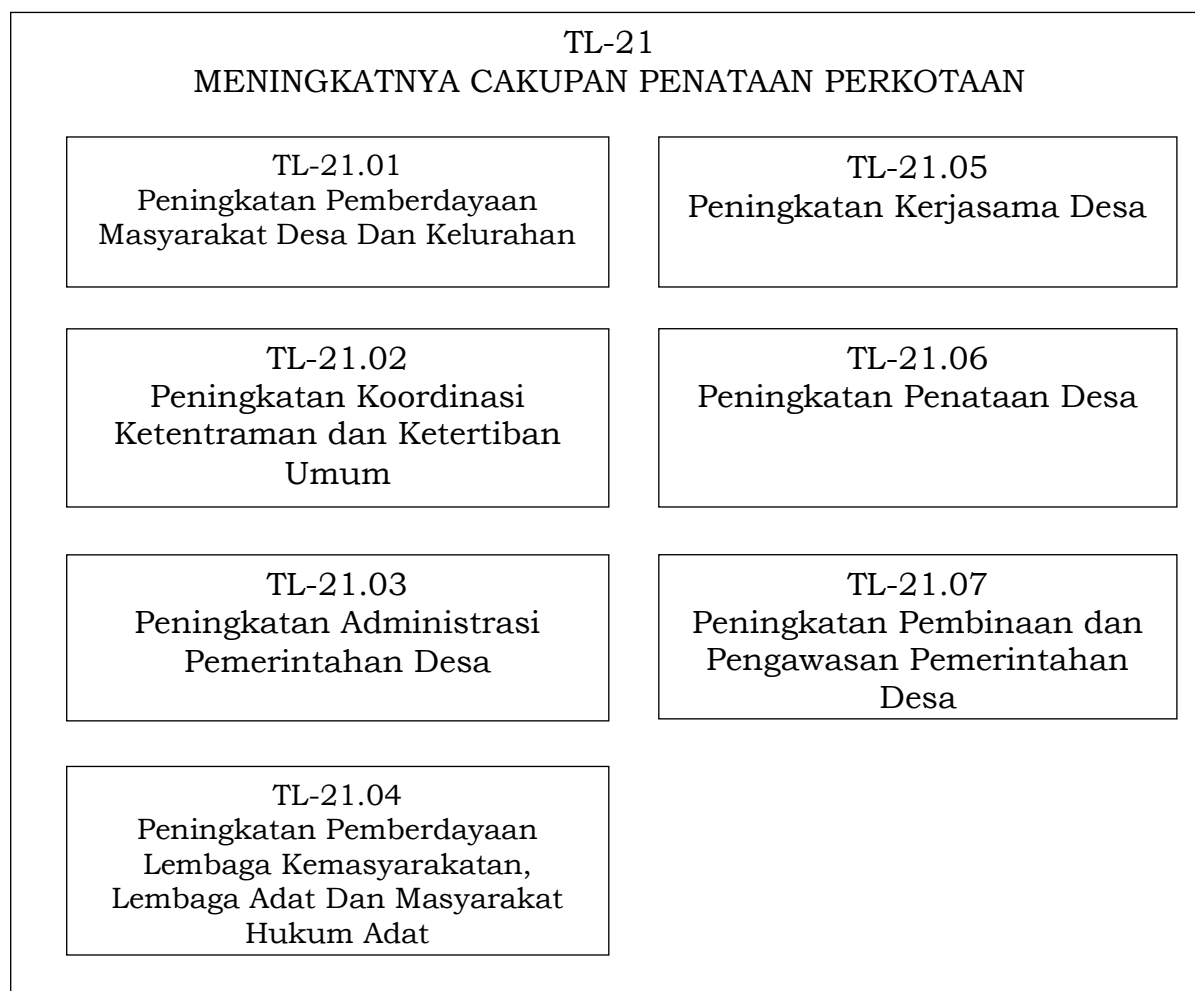 TL-21
MENINGKATNYA CAKUPAN PENATAAN PERKOTAAN
TL-21.01
Peningkatan Pemberdayaan
Masyarakat Desa Dan Kelurahan
TL-21.02
Peningkatan Koordinasi
Ketentraman dan Ketertiban
Umum
TL-21.03
Peningkatan Administrasi
Pemerintahan Desa
TL-21.04
Peningkatan Pemberdayaan
Lembaga Kemasyarakatan,
Lembaga Adat Dan Masyarakat
Hukum Adat
TL-21.05
Peningkatan Kerjasama Desa
TL-21.06
Peningkatan Penataan Desa
TL-21.07
Peningkatan Pembinaan dan
Pengawasan Pemerintahan
Desa